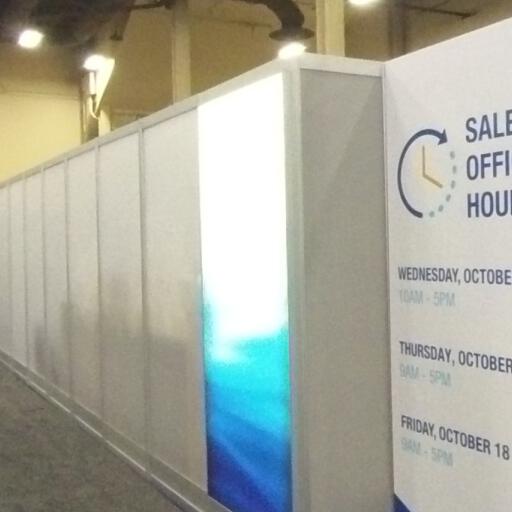 SALE
OFFI
HOU
WEDNESDAY, OCTOBE
10AM - 5PM
THURSDAY, OCTOBER
9AM - 5PM
FRIDAY, OCTOBER 18
9AM - 5PM